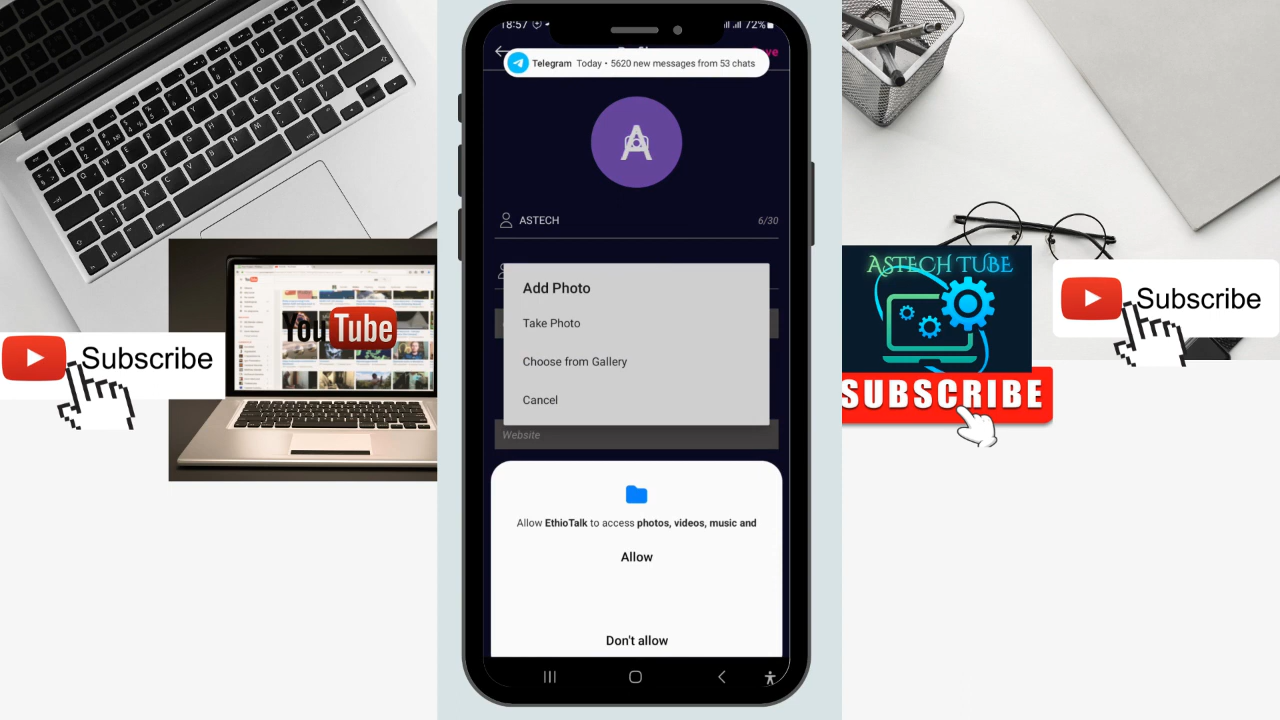 18:57
72%
Telegram Today • 5620 new messages from 53 chats
A
ASTECH
6/30
Add Photo
Take Photo
Choose from Gallery
Cancel
Website
Allow EthioTalk to access photos, videos, music and
Allow
Don't allow
YouTube
Subscribe
ASTECH TUBE
SUBSCRIBE
Subscribe